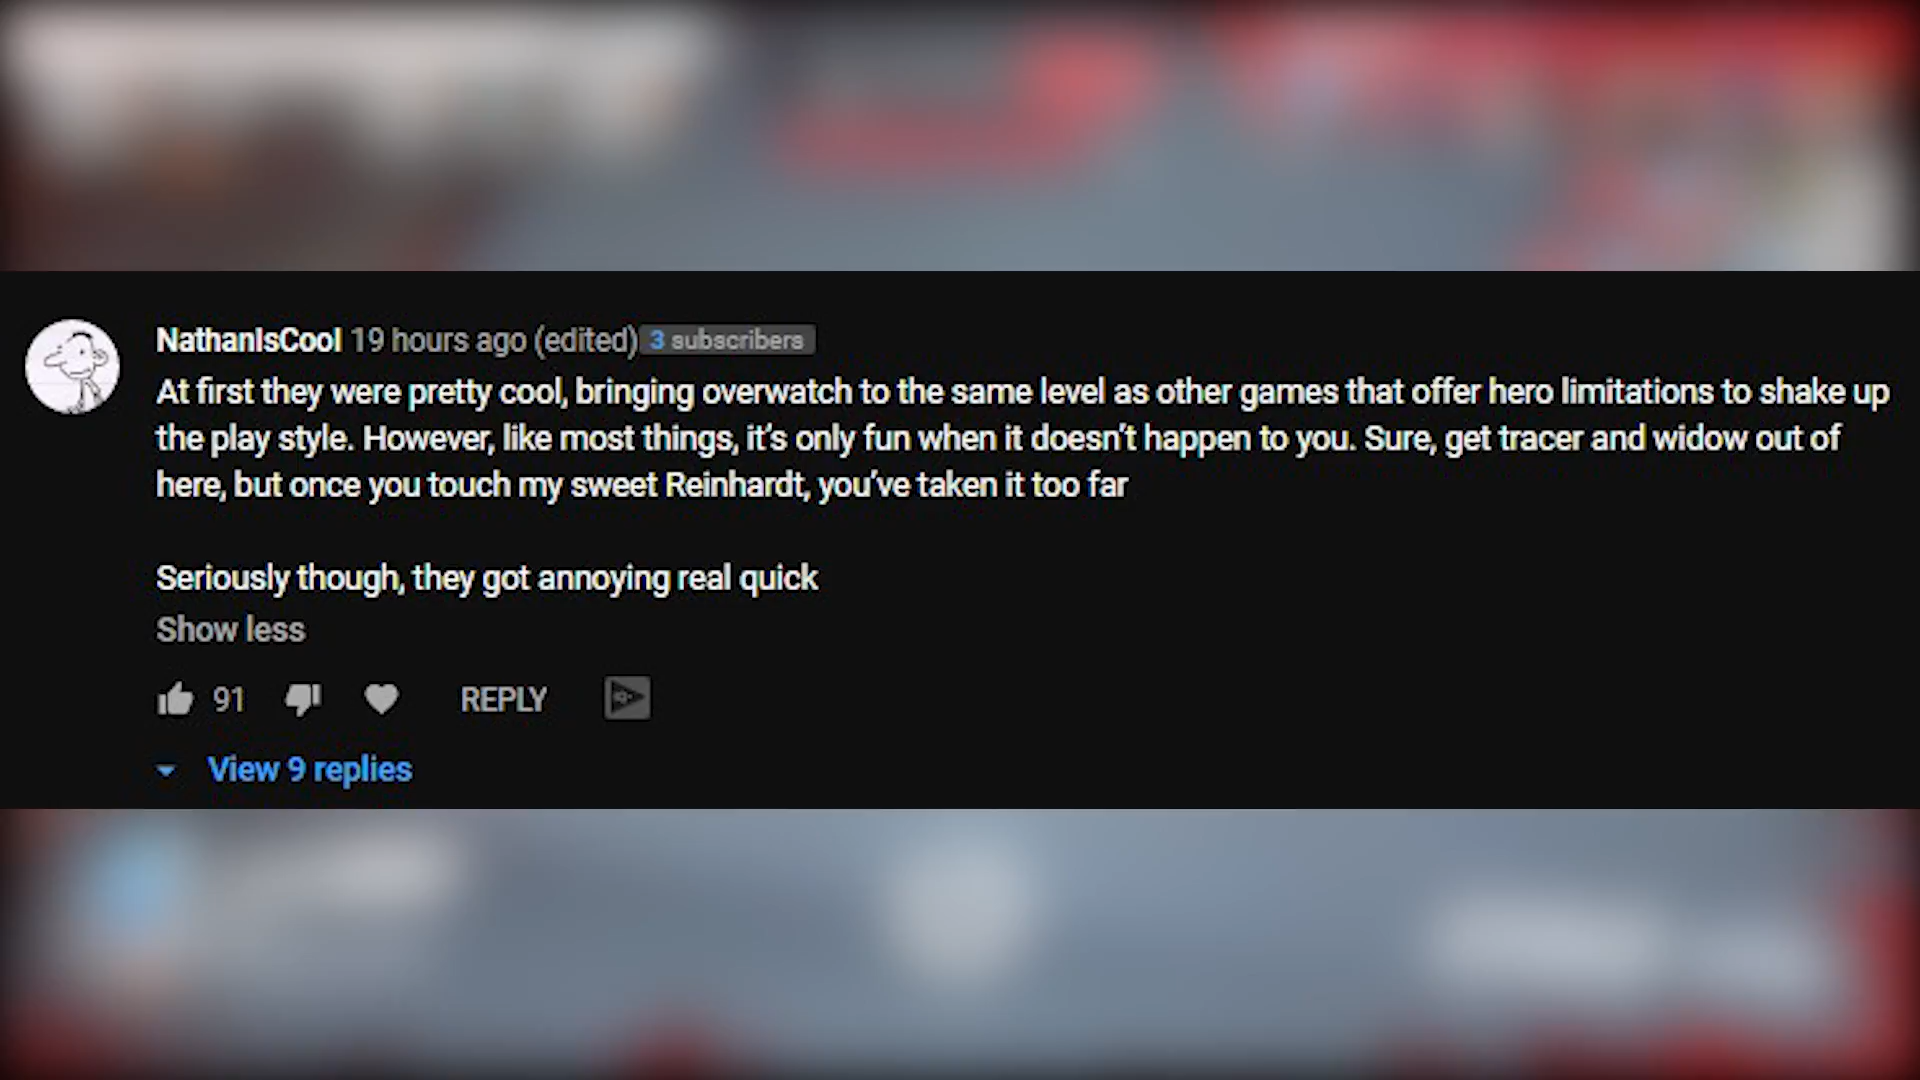 NathanIsCool 19 hours ago (edited) 3 subscribers
At first they were pretty cool, bringing overwatch to the same level as other games that offer hero limitations to shake up
the play style. However, like most things, it's only fun when it doesn't happen to you. Sure, get tracer and widow out of
here, but once you touch my sweet Reinhardt, you've taken it too far
Seriously though, they got annoying real quick
Show less
91 REPLY
View 9 replies